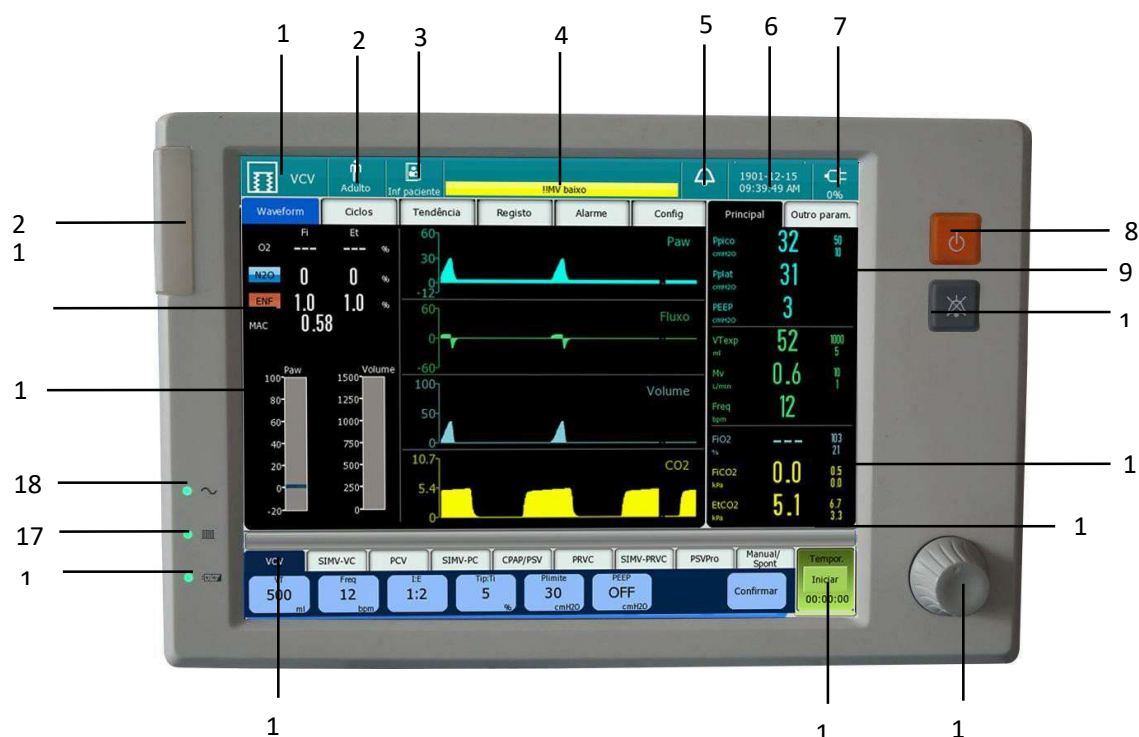 1 2 3 4 5 6 7
VCV Adulto Inf paciente !!MV baixo 1901-12-15
09:39:49 AM 0%
Waveform Ciclos Tendência Registo Alarme Config Principal Outro param.
Fi Et
O2 --- --- %
N2O 0 0 %
ENF 1.0 1.0 %
MAC 0.58
Paw Volume
100 1500
80 1250
60 1000
40 750
20 500
0 250
-20 0
60 Paw
30
0
-12
60 Fluxo
0
-60
100 Volume
50
0
10.7 CO2
5.4
0
Ppico 32 50
cmH2O 10
Pplat 31
cmH2O
PEEP 3
cmH2O
VTexp 52 1000
ml 5
Mv 0.6 10
L/min 1
Freq 12
bpm
FiO2 --- 103
% 21
FiCO2 0.0 0.5
kPa 0.0
EtCO2 5.1 6.7
kPa 3.3
8
9
1
1
1
2
1
1
18
17
1
VCV SIMV-VC PCV SIMV-PC CPAP/PSV PRVC SIMV-PRVC PSVPro Manual/
Spont Tempor.
VT Freq I:E Tip:Ti Plimite PEEP
500 12 1:2 5 30 OFF Confirmar Iniciar
ml bpm % cmH2O cmH2O 00:00:00
1 1 1